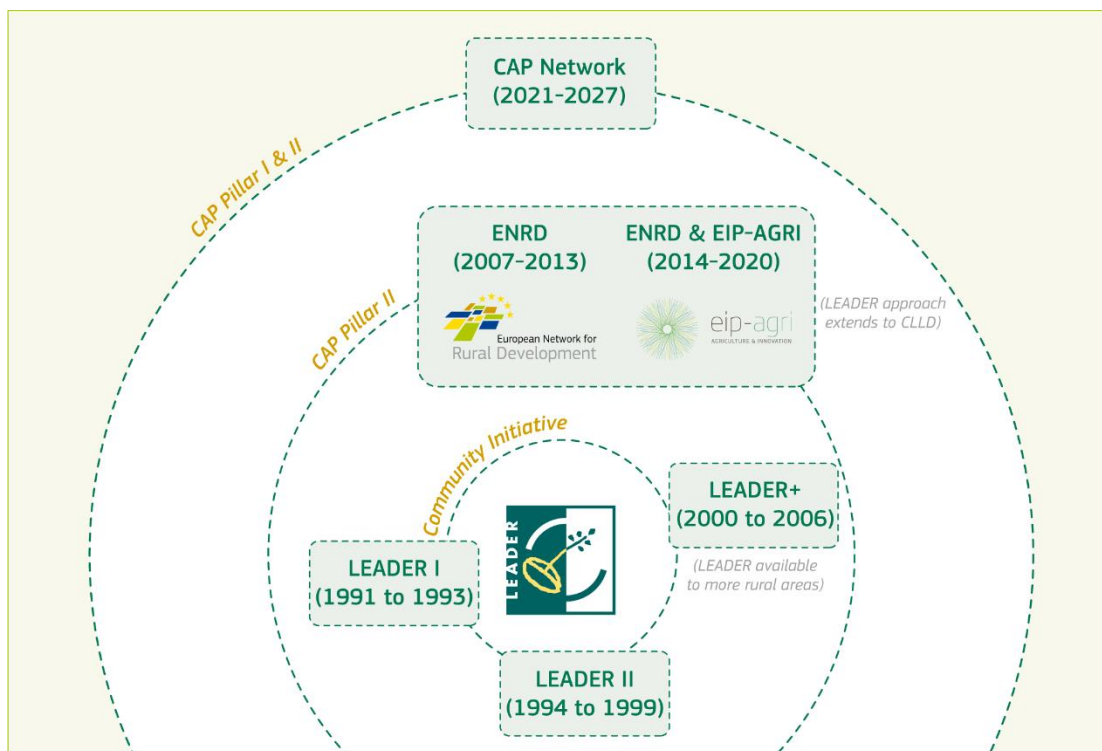 CAP Network
(2021-2027)
CAP Pillar I & II
ENRD
(2007-2013)
European Network for
Rural Development
ENRD & EIP-AGRI
(2014-2020)
eip-agri
AGRICULTURE & INNOVATION
(LEADER approach
extends to CLLD)
CAP Pillar II
Community Initiative
LEADER
LEADER+
(2000 to 2006)
(LEADER available
to more rural areas)
LEADER I
(1991 to 1993)
LEADER II
(1994 to 1999)